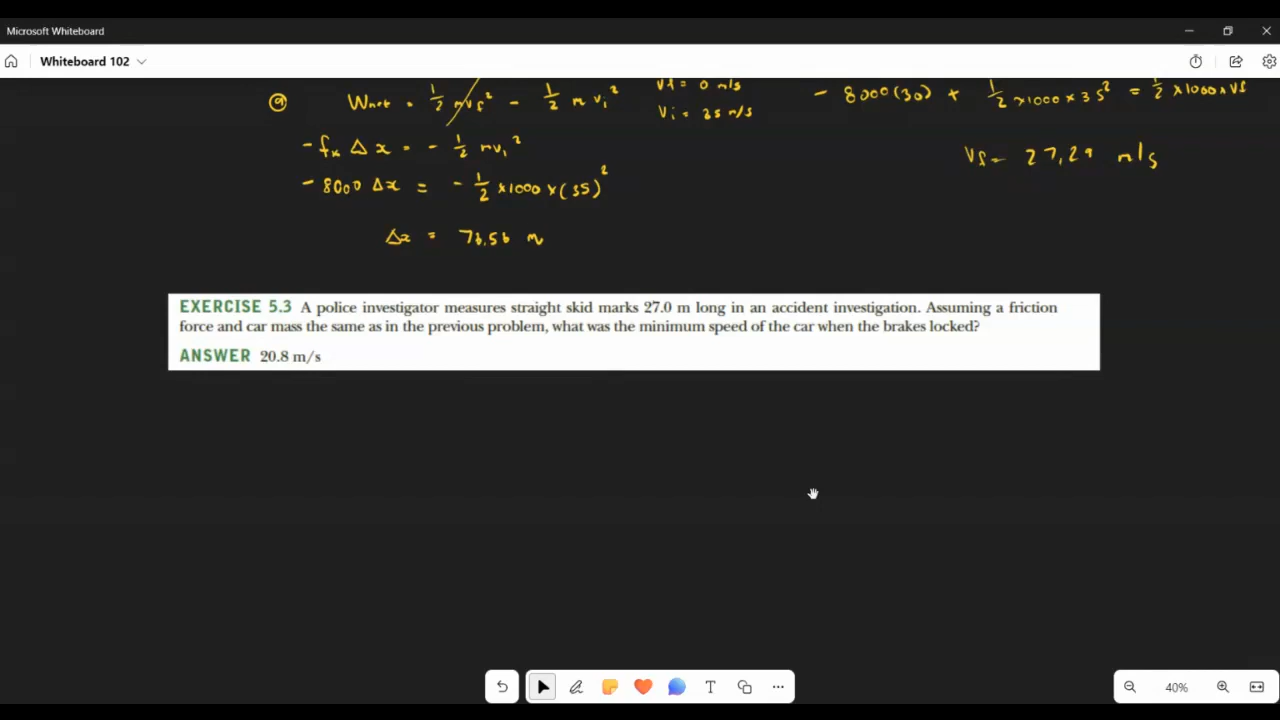 Microsoft Whiteboard
Whiteboard 102
a Wnet = 1/2 mvf² - 1/2 m vi²
Vf = 0 m/s
Vi = 35 m/s
- 8000(30) + 1/2 ×1000×35² = 1/2 ×1000×Vf
- fk Δx = - 1/2 mvi²
Vf = 27,29 m/s
- 8000 Δx = - 1/2 ×1000×(35)²
Δx = 76,56 m
EXERCISE 5.3 A police investigator measures straight skid marks 27.0 m long in an accident investigation. Assuming a friction
force and car mass the same as in the previous problem, what was the minimum speed of the car when the brakes locked?
ANSWER 20.8 m/s
40%